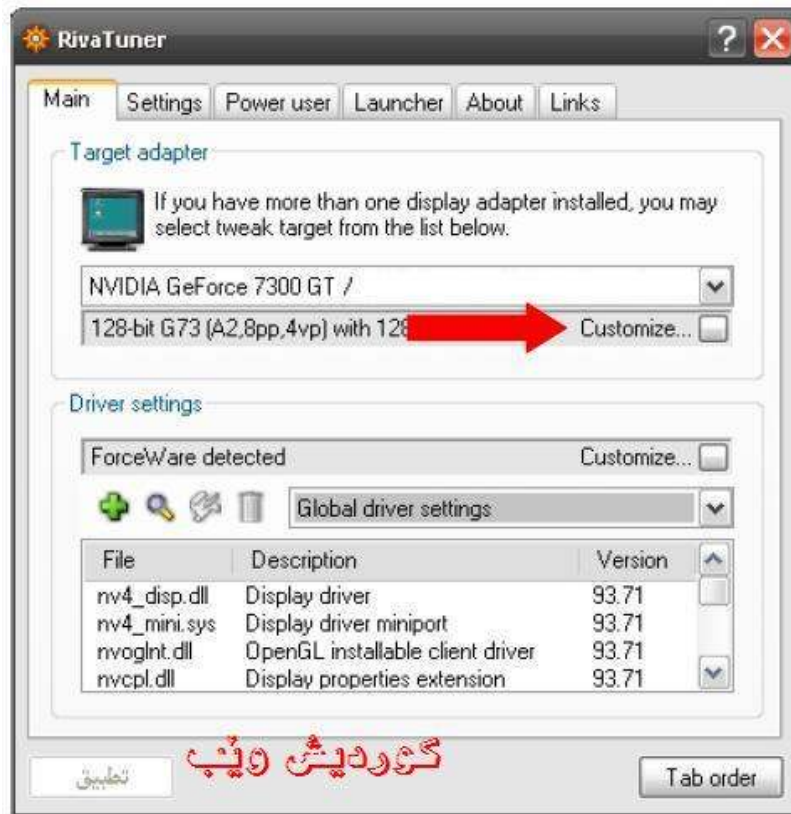 RivaTuner
Main Settings Power user Launcher About Links
Target adapter
If you have more than one display adapter installed, you may
select tweak target from the list below.
NVIDIA GeForce 7300 GT /
128-bit G73 (A2,8pp,4vp) with Customize...
Driver settings
ForceWare detected Customize...
Global driver settings
File Description Version
nv4_disp.dll Display driver 93.71
nv4_mini.sys Display driver miniport 93.71
nvoglnt.dll OpenGL installable client driver 93.71
nvcpl.dll Display properties extension 93.71
گوردیش وێب
تطبيق Tab order